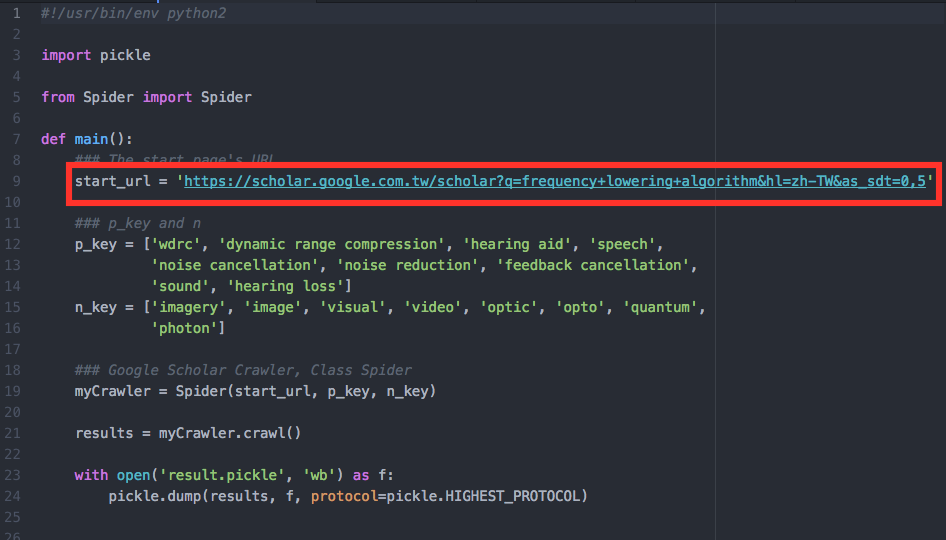 1 #!/usr/bin/env python2
2
3 import pickle
4
5 from Spider import Spider
6
7 def main():
8 ### The start page's URL
9 start_url = 'https://scholar.google.com.tw/scholar?q=frequency+lowering+algorithm&hl=zh-TW&as_sdt=0,5'
10
11 ### p_key and n
12 p_key = ['wdrc', 'dynamic range compression', 'hearing aid', 'speech',
13 'noise cancellation', 'noise reduction', 'feedback cancellation',
14 'sound', 'hearing loss']
15 n_key = ['imagery', 'image', 'visual', 'video', 'optic', 'opto', 'quantum',
16 'photon']
17
18 ### Google Scholar Crawler, Class Spider
19 myCrawler = Spider(start_url, p_key, n_key)
20
21 results = myCrawler.crawl()
22
23 with open('result.pickle', 'wb') as f:
24 pickle.dump(results, f, protocol=pickle.HIGHEST_PROTOCOL)
25
26